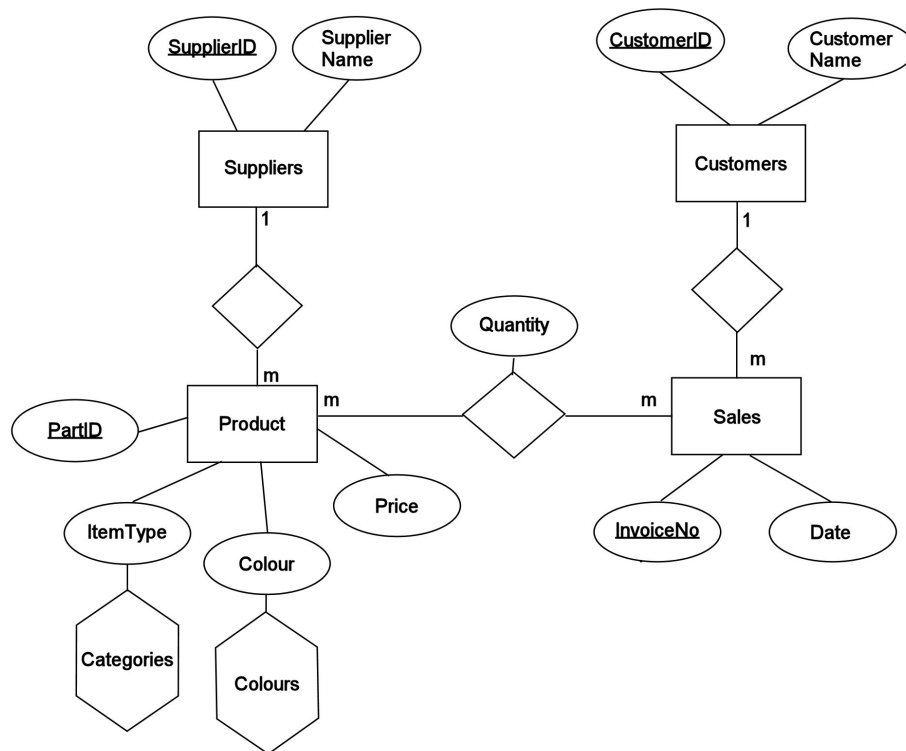 SupplierID
Supplier
Name
CustomerID
Customer
Name
Suppliers
Customers
1
1
Quantity
m
m
m
m
Product
Sales
PartID
Price
ItemType
InvoiceNo
Date
Colour
Categories
Colours